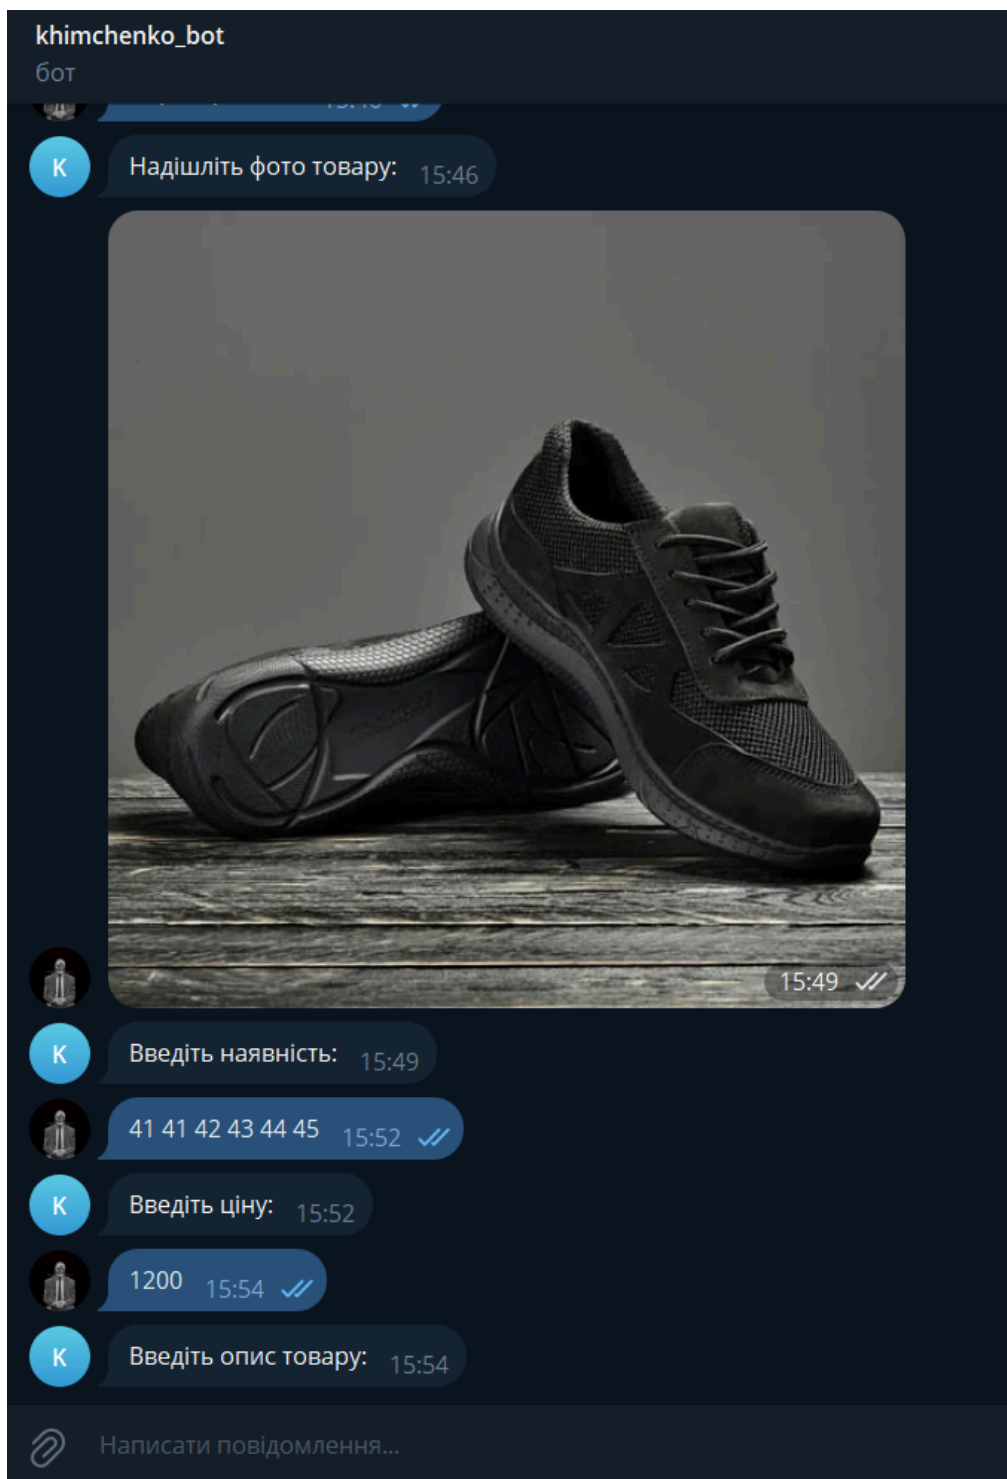 khimchenko_bot
бот
K
Надішліть фото товару: 15:46
15:49
K
Введіть наявність: 15:49
41 41 42 43 44 45 15:52
K
Введіть ціну: 15:52
1200 15:54
K
Введіть опис товару: 15:54
Написати повідомлення...